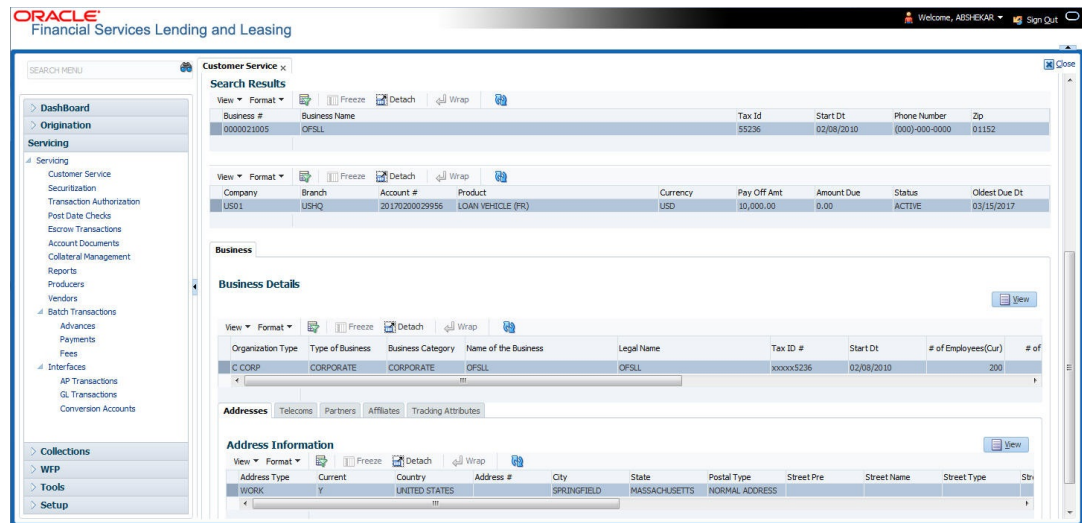 ORACLE
Financial Services Lending and Leasing
Welcome, ABSHEKAR
Sign Out
SEARCH MENU
DashBoard
Origination
Servicing
Servicing
Customer Service
Securitization
Transaction Authorization
Post Date Checks
Escrow Transactions
Account Documents
Collateral Management
Reports
Producers
Vendors
Batch Transactions
Advances
Payments
Fees
Interfaces
AP Transactions
GL Transactions
Conversion Accounts
Collections
WFP
Tools
Setup
Customer Service x
Close
Search Results
View Format Freeze Detach Wrap
Business # Business Name Tax Id Start Dt Phone Number Zip
0000021005 OFSLL 55236 02/08/2010 (000)-000-0000 01152
View Format Freeze Detach Wrap
Company Branch Account # Product Currency Pay Off Amt Amount Due Status Oldest Due Dt
US01 USHQ 20170200029956 LOAN VEHICLE (FR) USD 10,000.00 0.00 ACTIVE 03/15/2017
Business
Business Details
View
View Format Freeze Detach Wrap
Organization Type Type of Business Business Category Name of the Business Legal Name Tax ID # Start Dt # of Employees(Cur) # of
C CORP CORPORATE CORPORATE OFSLL OFSLL xxxxx5236 02/08/2010 200
Addresses Telecoms Partners Affiliates Tracking Attributes
Address Information
View
View Format Freeze Detach Wrap
Address Type Current Country Address # City State Postal Type Street Pre Street Name Street Type Str
WORK Y UNITED STATES SPRINGFIELD MASSACHUSETTS NORMAL ADDRESS